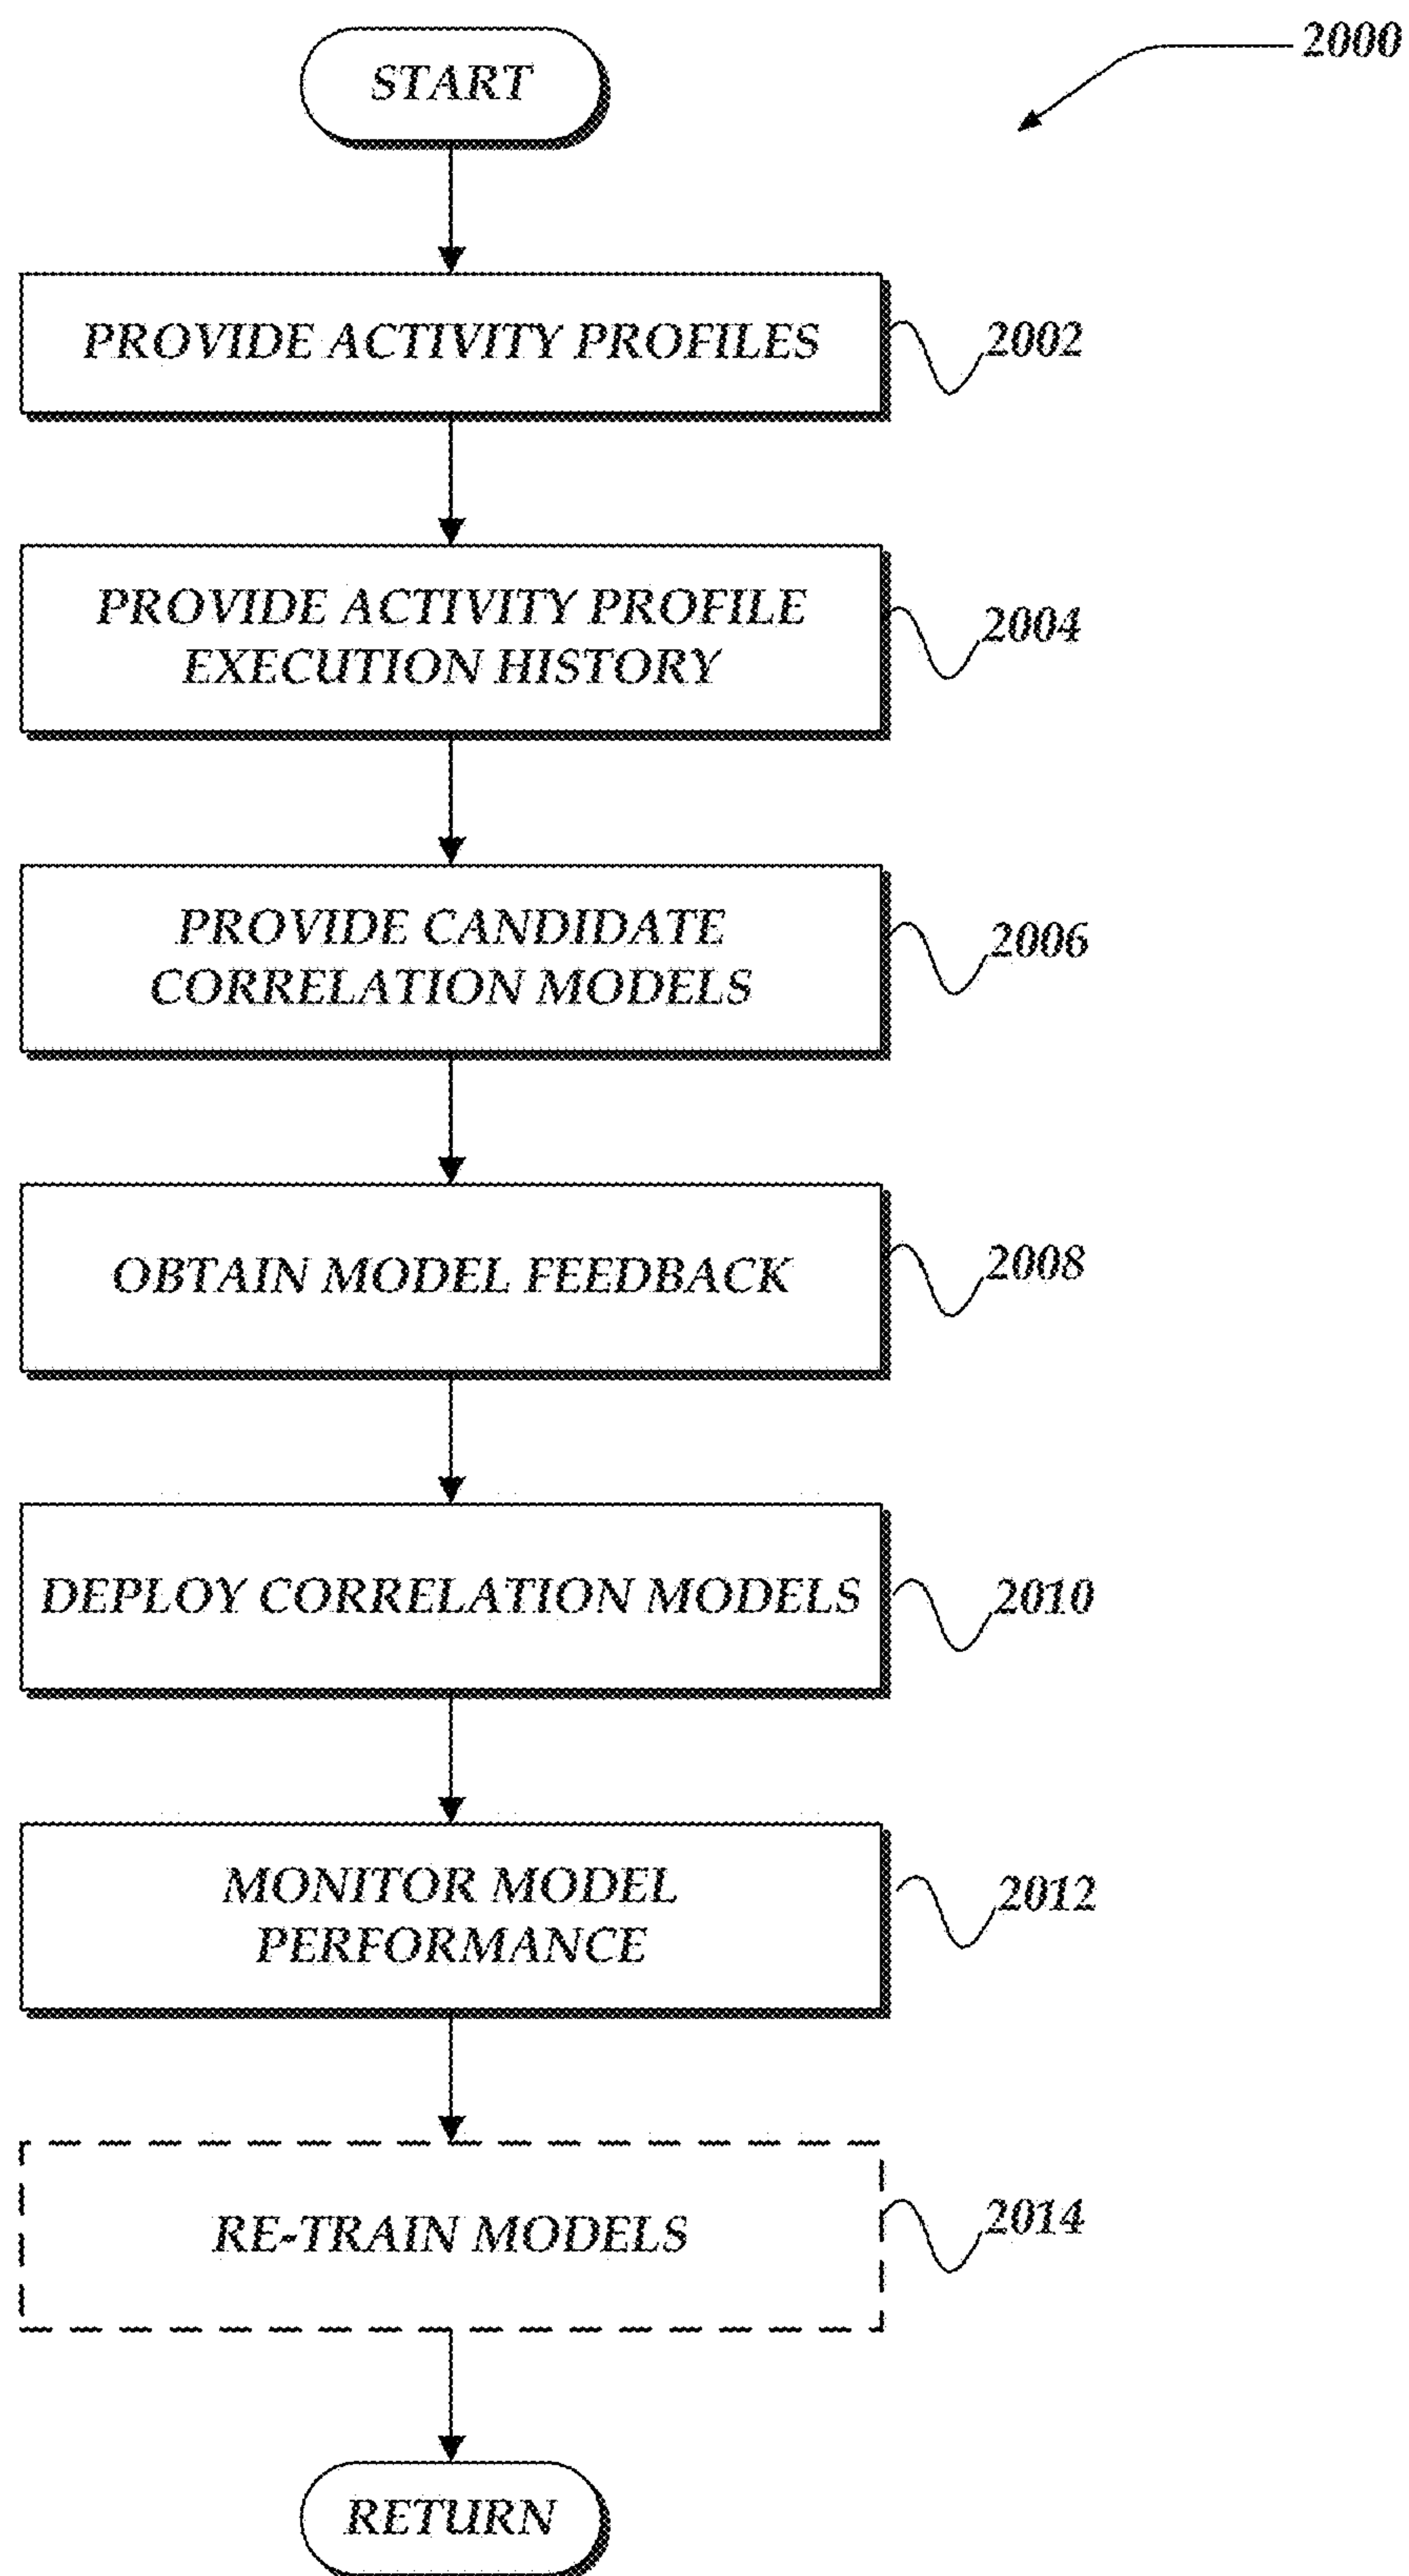 START
2000
PROVIDE ACTIVITY PROFILES
2002
PROVIDE ACTIVITY PROFILE
EXECUTION HISTORY
2004
PROVIDE CANDIDATE
CORRELATION MODELS
2006
OBTAIN MODEL FEEDBACK
2008
DEPLOY CORRELATION MODELS
2010
MONITOR MODEL
PERFORMANCE
2012
RE-TRAIN MODELS
2014
RETURN